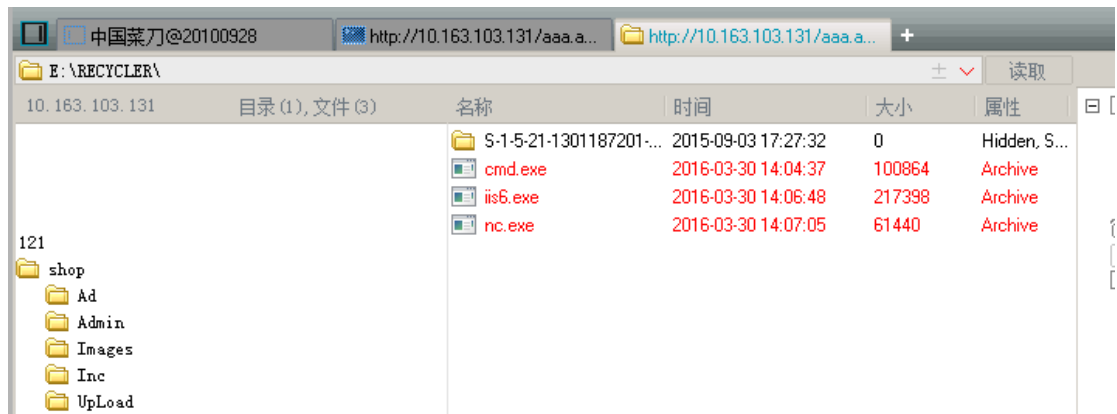 中国菜刀@20100928 http://10.163.103.131/aaa.a... http://10.163.103.131/aaa.a... +
E:\RECYCLER\ 读取
10.163.103.131 目录(1),文件(3) 名称 时间 大小 属性
S-1-5-21-1301187201-... 2015-09-03 17:27:32 0 Hidden, S...
cmd.exe 2016-03-30 14:04:37 100864 Archive
iis6.exe 2016-03-30 14:06:48 217398 Archive
nc.exe 2016-03-30 14:07:05 61440 Archive
121
shop
Ad
Admin
Images
Inc
UpLoad